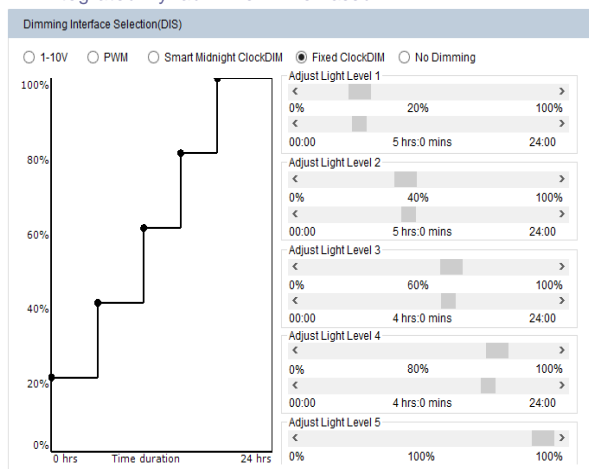 Dimming Interface Selection(DIS)
1-10V PWM Smart Midnight ClockDIM Fixed ClockDIM No Dimming
100%
80%
60%
40%
20%
0%
0 hrs Time duration 24 hrs
Adjust Light Level 1
0% 20% 100%
00:00 5 hrs:0 mins 24:00
Adjust Light Level 2
0% 40% 100%
00:00 5 hrs:0 mins 24:00
Adjust Light Level 3
0% 60% 100%
00:00 4 hrs:0 mins 24:00
Adjust Light Level 4
0% 80% 100%
00:00 4 hrs:0 mins 24:00
Adjust Light Level 5
0% 100% 100%